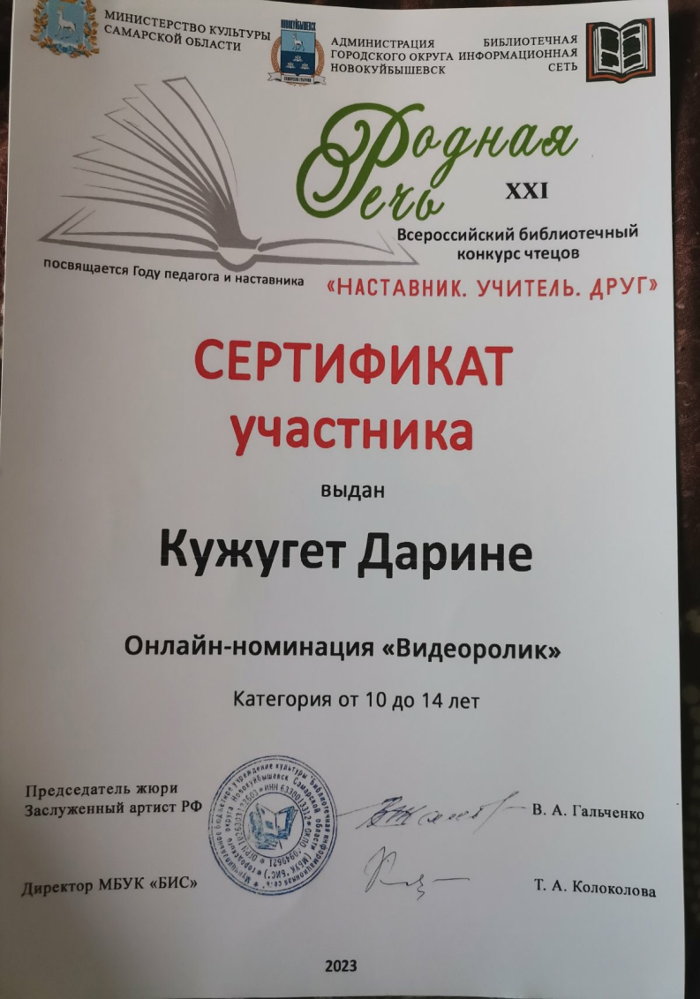 МИНИСТЕРСТВО КУЛЬТУРЫ
САМАРСКОЙ ОБЛАСТИ
НОВОКУЙБЫШЕВСК
АДМИНИСТРАЦИЯ
ГОРОДСКОГО ОКРУГА
НОВОКУЙБЫШЕВСК
БИБЛИОТЕЧНАЯ
ИНФОРМАЦИОННАЯ
СЕТЬ
Родная
Речь
XXI
Всероссийский библиотечный
конкурс чтецов
посвящается Году педагога и наставника
«НАСТАВНИК. УЧИТЕЛЬ. ДРУГ»
СЕРТИФИКАТ
участника
выдан
Кужугет Дарине
Онлайн-номинация «Видеоролик»
Категория от 10 до 14 лет
Председатель жюри
Заслуженный артист РФ
В. А. Гальченко
Директор МБУК «БИС»
Т. А. Колоколова
2023